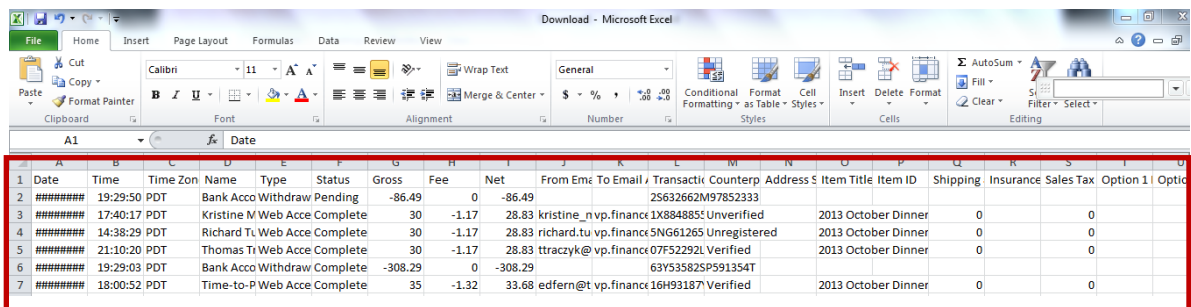 Download - Microsoft Excel
File Home Insert Page Layout Formulas Data Review View
Cut Calibri 11 A A Wrap Text General Σ AutoSum
Copy Fill
Paste Format Painter B I U A Merge & Center $ % , .0 .00 .00 .0 Conditional Format Cell Insert Delete Format Clear
Formatting as Table Styles Filter Select
Clipboard Font Alignment Number Styles Cells Editing
A1 fx Date
A B C D E F G H I J K L M N O P Q R S T U
1 Date Time Time Zon Name Type Status Gross Fee Net From Ema To Email A Transactic Counterp Address S Item Title Item ID Shipping Insurance Sales Tax Option 1 Optio
2 ######## 19:29:50 PDT Bank Acco Withdraw Pending -86.49 0 -86.49 2S632662M97852333
3 ######## 17:40:17 PDT Kristine M Web Acce Complete 30 -1.17 28.83 kristine_n vp.finance 1X884885S Unverified 2013 October Dinner 0 0
4 ######## 14:38:29 PDT Richard Tu Web Acce Complete 30 -1.17 28.83 richard.tu vp.finance 5NG61265 Unregistered 2013 October Dinner 0 0
5 ######## 21:10:20 PDT Thomas Tr Web Acce Complete 30 -1.17 28.83 ttraczyk@ vp.finance 07F52292L Verified 2013 October Dinner 0 0
6 ######## 19:29:03 PDT Bank Acco Withdraw Complete -308.29 0 -308.29 63Y53582SP591354T
7 ######## 18:00:52 PDT Time-to-P Web Acce Complete 35 -1.32 33.68 edfern@t vp.finance 16H93187 Verified 2013 October Dinner 0 0